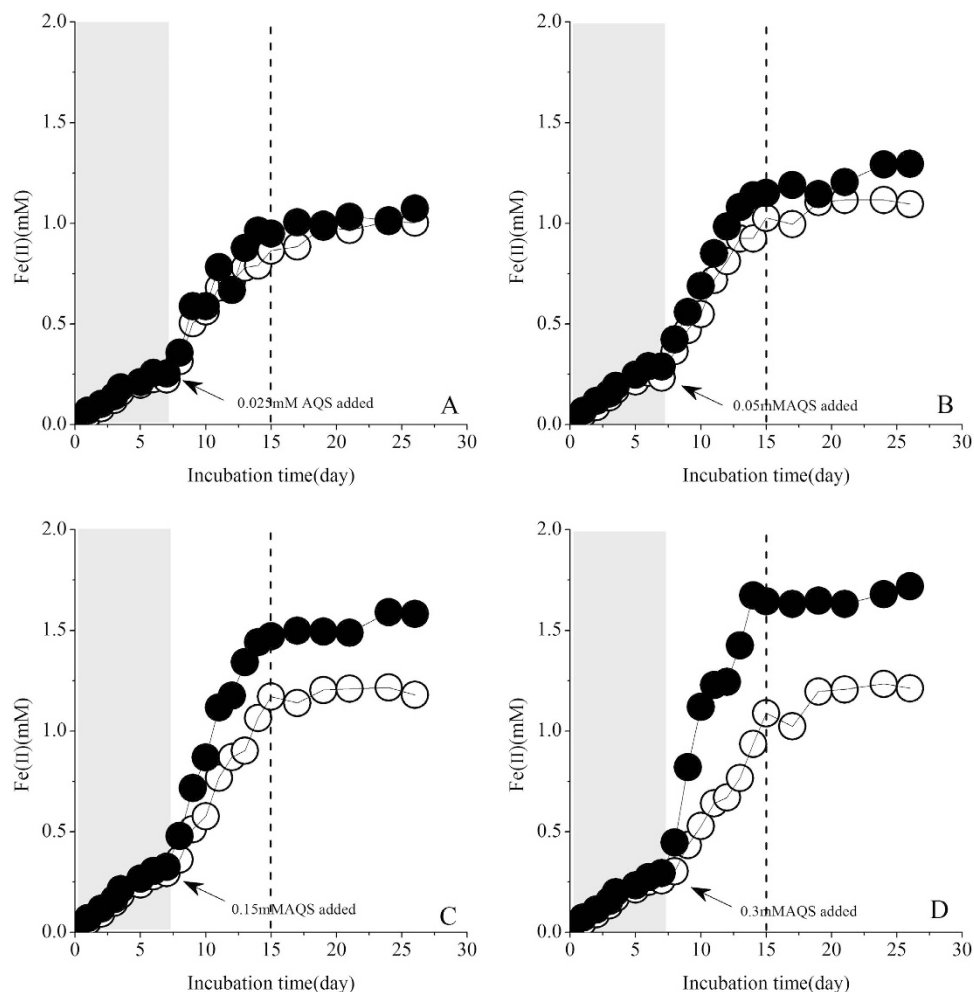 2.0
1.5
1.0
0.5
0.0
Fe(II)(mM)
0.025mM AQS added
A
0 5 10 15 20 25 30
Incubation time(day)
2.0
1.5
1.0
0.5
0.0
Fe(II)(mM)
0.05mMAQS added
B
0 5 10 15 20 25 30
Incubation time(day)
2.0
1.5
1.0
0.5
0.0
Fe(II)(mM)
0.15mMAQS added
C
0 5 10 15 20 25 30
Incubation time(day)
2.0
1.5
1.0
0.5
0.0
Fe(II)(mM)
0.3mMAQS added
D
0 5 10 15 20 25 30
Incubation time(day)